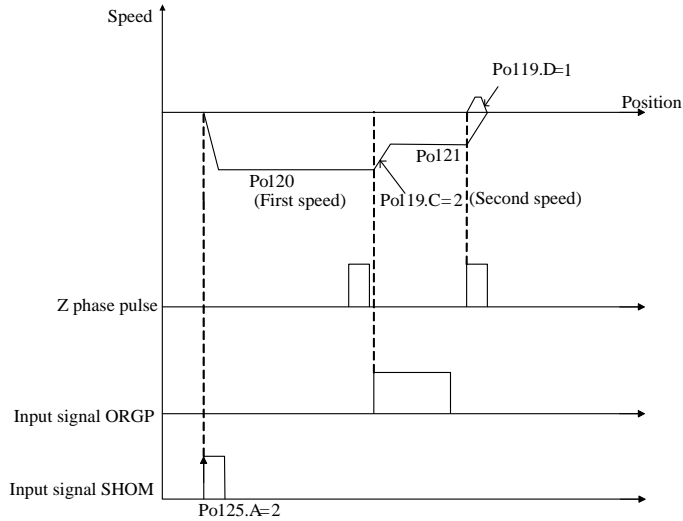 Speed
Po119.D=1
Position
Po121
Po120
(First speed)
Po119.C=2 (Second speed)
Z phase pulse
Input signal ORGP
Input signal SHOM
Po125.A=2